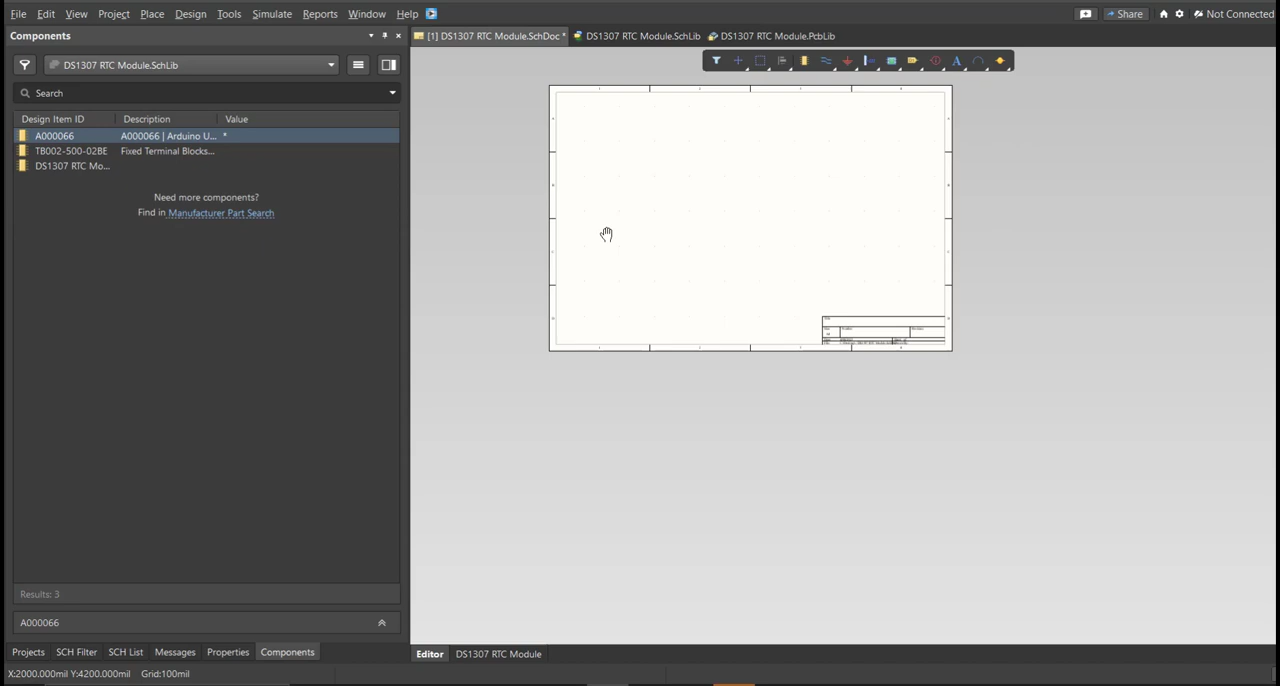 File Edit View Project Place Design Tools Simulate Reports Window Help Share Not Connected
Components
[1] DS1307 RTC Module.SchDoc * DS1307 RTC Module.SchLib DS1307 RTC Module.PcbLib
DS1307 RTC Module.SchLib
Search
Design Item ID Description Value
A000066 A000066 | Arduino U... *
TB002-500-02BE Fixed Terminal Blocks...
DS1307 RTC Mo...
Need more components?
Find in Manufacturer Part Search
Results: 3
A000066
Projects SCH Filter SCH List Messages Properties Components
Editor DS1307 RTC Module
X:2000.000mil Y:4200.000mil Grid:100mil